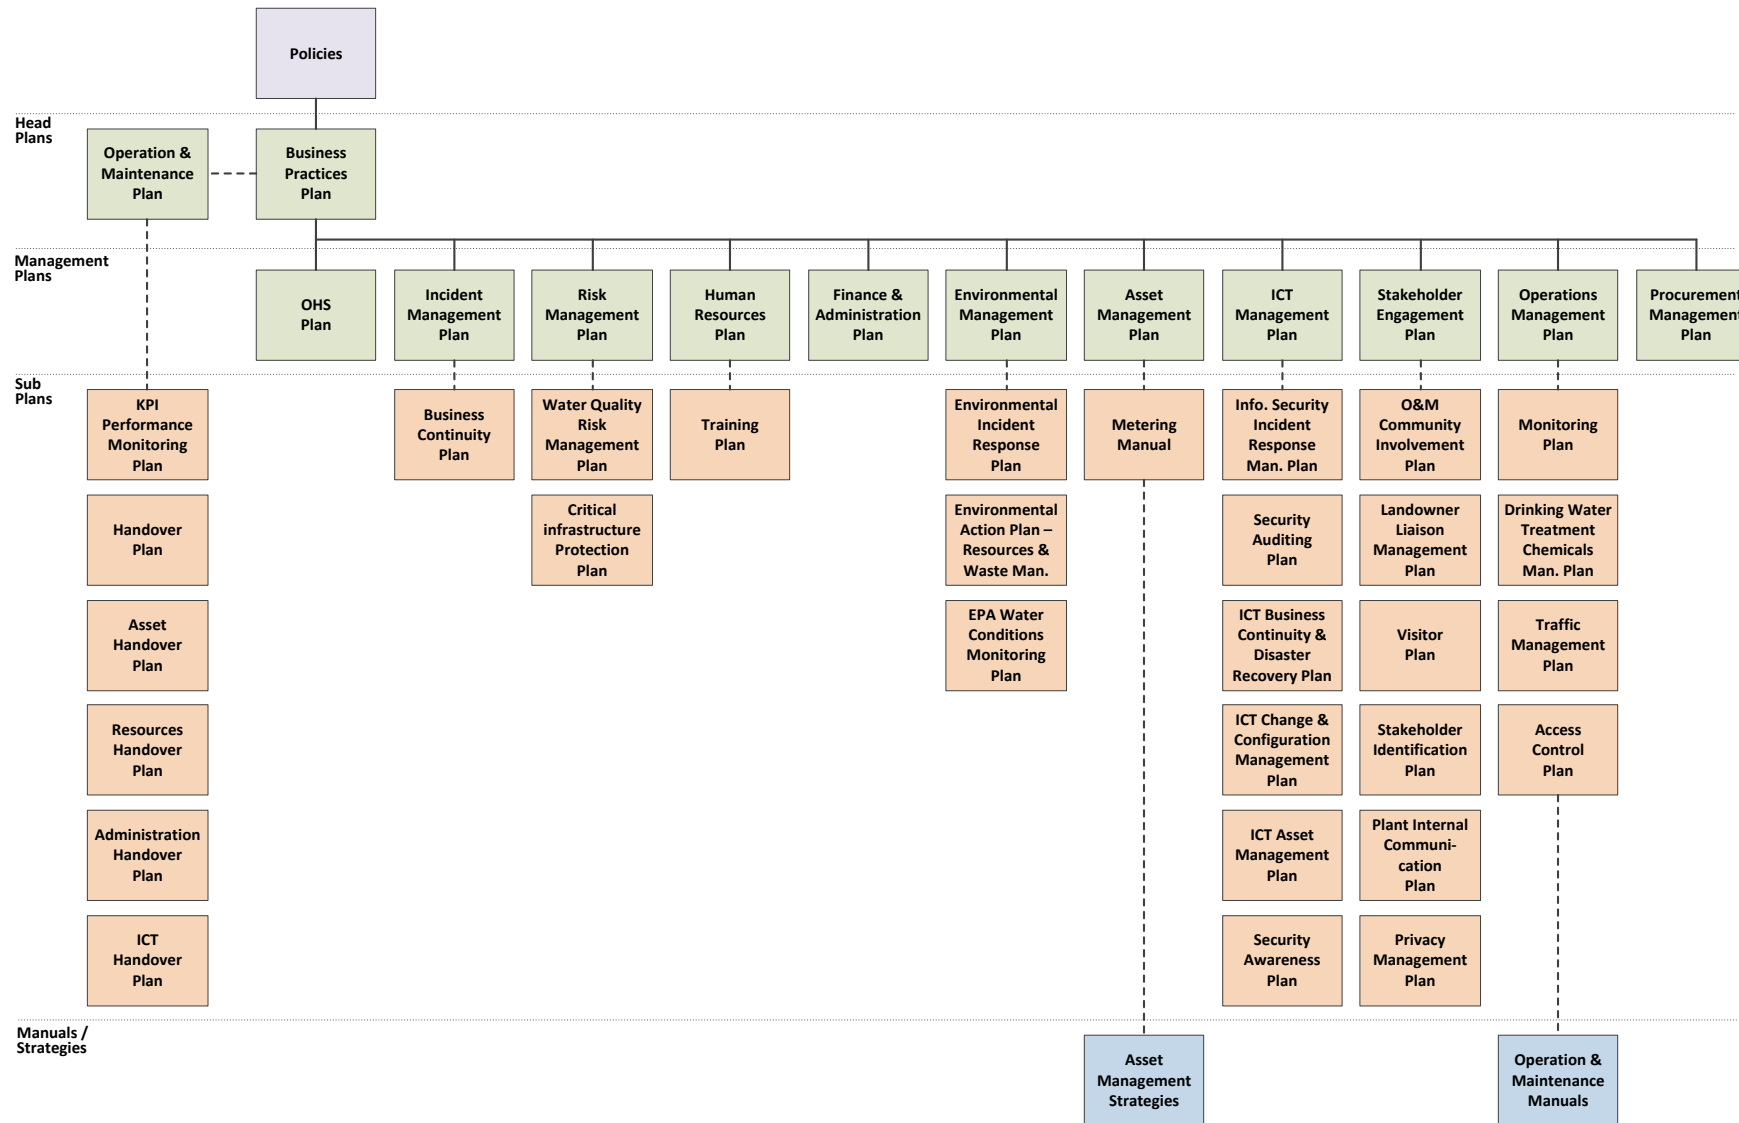 Policies
Head
Plans
Operation &
Maintenance
Plan
Business
Practices
Plan
Management
Plans
OHS
Plan
Incident
Management
Plan
Risk
Management
Plan
Human
Resources
Plan
Finance &
Administration
Plan
Environmental
Management
Plan
Asset
Management
Plan
ICT
Management
Plan
Stakeholder
Engagement
Plan
Operations
Management
Plan
Procurement
Management
Plan
Sub
Plans
KPI
Performance
Monitoring
Plan
Business
Continuity
Plan
Water Quality
Risk
Management
Plan
Training
Plan
Environmental
Incident
Response
Plan
Metering
Manual
Info. Security
Incident
Response
Man. Plan
O&M
Community
Involvement
Plan
Monitoring
Plan
Handover
Plan
Critical
infrastructure
Protection
Plan
Environmental
Action Plan –
Resources &
Waste Man.
Security
Auditing
Plan
Landowner
Liaison
Management
Plan
Drinking Water
Treatment
Chemicals
Man. Plan
Asset
Handover
Plan
EPA Water
Conditions
Monitoring
Plan
ICT Business
Continuity &
Disaster
Recovery Plan
Visitor
Plan
Traffic
Management
Plan
Resources
Handover
Plan
ICT Change &
Configuration
Management
Plan
Stakeholder
Identification
Plan
Access
Control
Plan
Administration
Handover
Plan
ICT Asset
Management
Plan
Plant Internal
Communi-
cation
Plan
ICT
Handover
Plan
Security
Awareness
Plan
Privacy
Management
Plan
Manuals /
Strategies
Asset
Management
Strategies
Operation &
Maintenance
Manuals